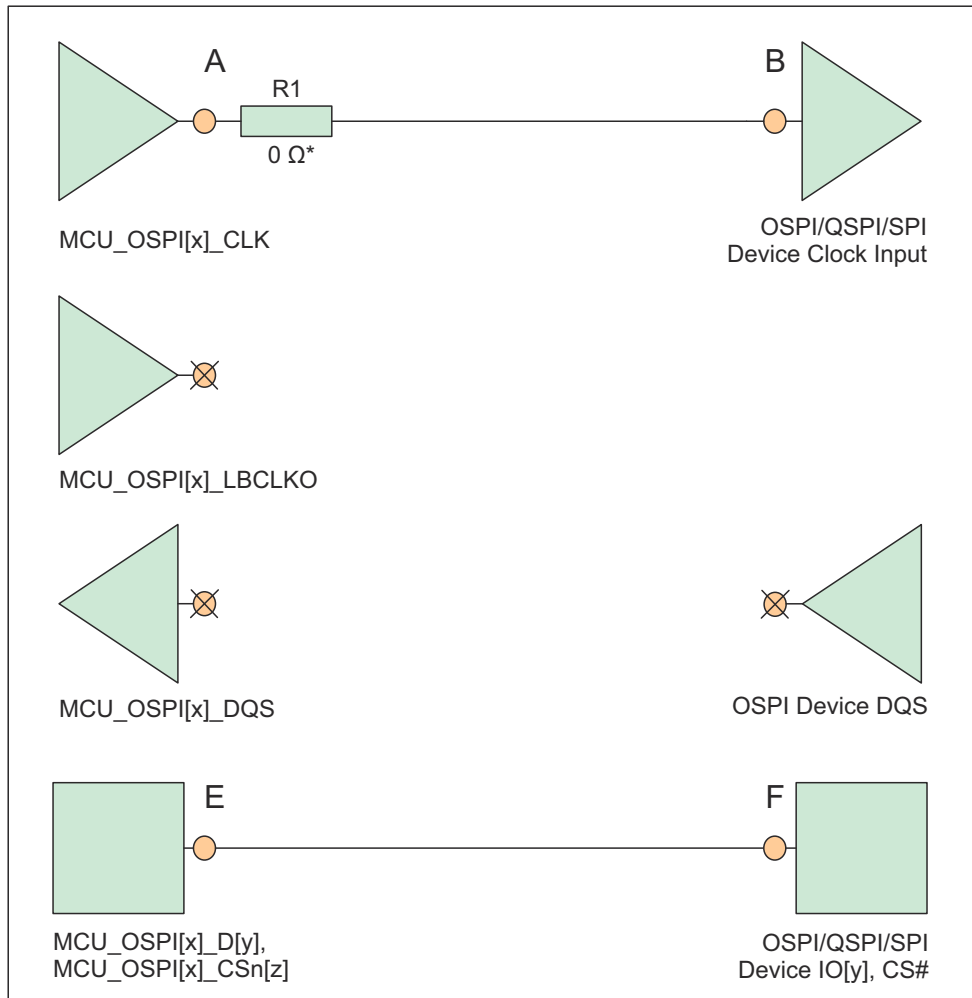 A
B
R1
0 Ω*
MCU_OSPI[x]_CLK
OSPI/QSPI/SPI
Device Clock Input
MCU_OSPI[x]_LBCLKO
MCU_OSPI[x]_DQS
OSPI Device DQS
E
F
MCU_OSPI[x]_D[y],
MCU_OSPI[x]_CSn[z]
OSPI/QSPI/SPI
Device IO[y], CS#